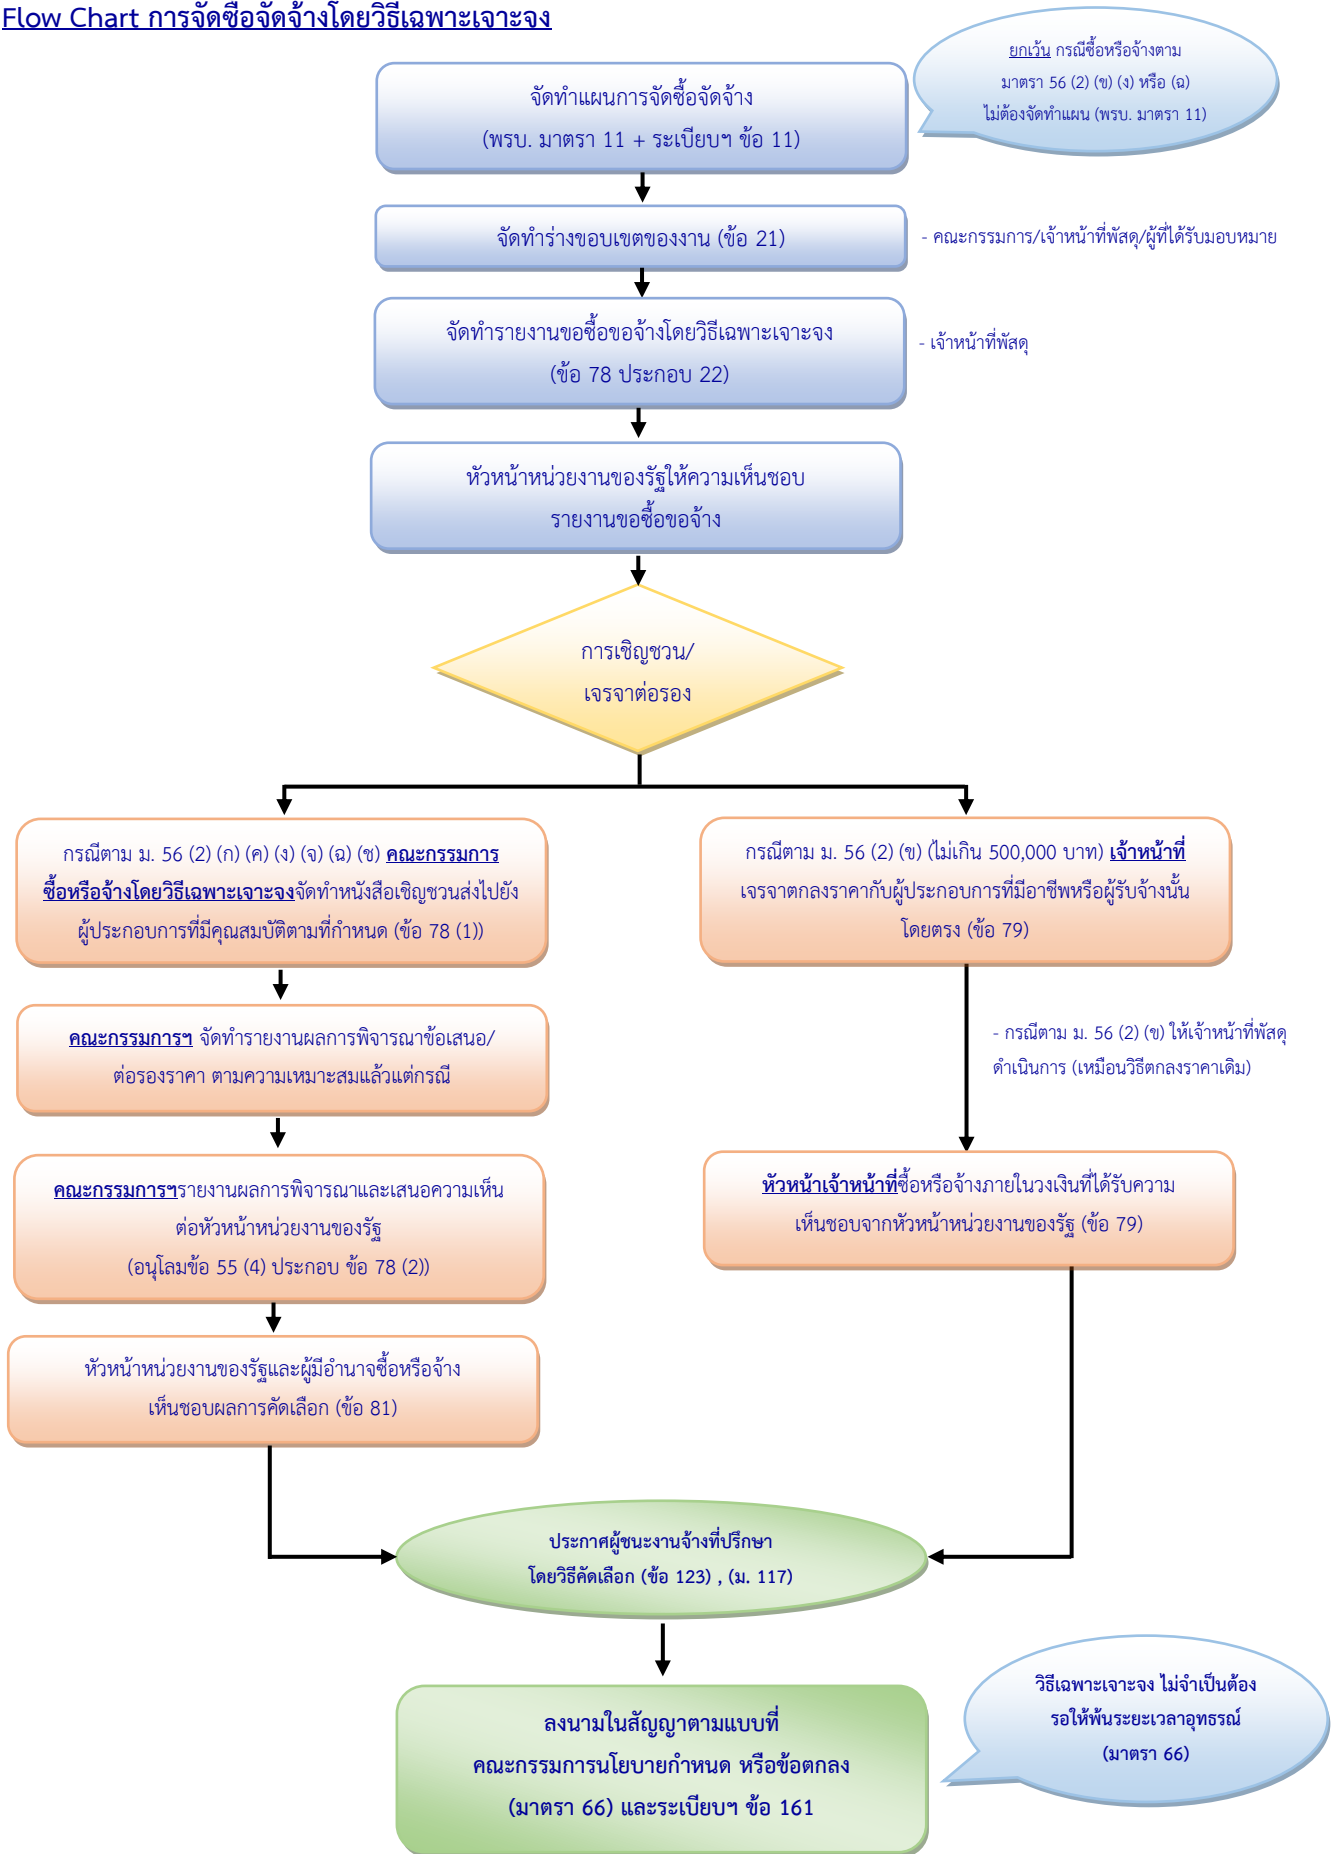 Flow Chart การจัดซื้อจัดจ้างโดยวิธีเฉพาะเจาะจง
ยกเว้น กรณีซื้อหรือจ้างตาม
มาตรา 56 (2) (ข) (ง) หรือ (ฉ)
ไม่ต้องจัดทำแผน (พรบ. มาตรา 11)
จัดทำแผนการจัดซื้อจัดจ้าง
(พรบ. มาตรา 11 + ระเบียบฯ ข้อ 11)
จัดทำร่างขอบเขตของงาน (ข้อ 21)
- คณะกรรมการ/เจ้าหน้าที่พัสดุ/ผู้ที่ได้รับมอบหมาย
จัดทำรายงานขอซื้อขอจ้างโดยวิธีเฉพาะเจาะจง
(ข้อ 78 ประกอบ 22)
- เจ้าหน้าที่พัสดุ
หัวหน้าหน่วยงานของรัฐให้ความเห็นชอบ
รายงานขอซื้อขอจ้าง
การเชิญชวน/
เจรจาต่อรอง
กรณีตาม ม. 56 (2) (ก) (ค) (ง) (จ) (ฉ) (ช) คณะกรรมการ
ซื้อหรือจ้างโดยวิธีเฉพาะเจาะจงจัดทำหนังสือเชิญชวนส่งไปยัง
ผู้ประกอบการที่มีคุณสมบัติตามที่กำหนด (ข้อ 78 (1))
คณะกรรมการฯ จัดทำรายงานผลการพิจารณาข้อเสนอ/
ต่อรองราคา ตามความเหมาะสมแล้วแต่กรณี
คณะกรรมการฯรายงานผลการพิจารณาและเสนอความเห็น
ต่อหัวหน้าหน่วยงานของรัฐ
(อนุโลมข้อ 55 (4) ประกอบ ข้อ 78 (2))
หัวหน้าหน่วยงานของรัฐและผู้มีอำนาจซื้อหรือจ้าง
เห็นชอบผลการคัดเลือก (ข้อ 81)
กรณีตาม ม. 56 (2) (ข) (ไม่เกิน 500,000 บาท) เจ้าหน้าที่
เจรจาตกลงราคากับผู้ประกอบการที่มีอาชีพหรือผู้รับจ้างนั้น
โดยตรง (ข้อ 79)
- กรณีตาม ม. 56 (2) (ข) ให้เจ้าหน้าที่พัสดุ
ดำเนินการ (เหมือนวิธีตกลงราคาเดิม)
หัวหน้าเจ้าหน้าที่ซื้อหรือจ้างภายในวงเงินที่ได้รับความ
เห็นชอบจากหัวหน้าหน่วยงานของรัฐ (ข้อ 79)
ประกาศผู้ชนะงานจ้างที่ปรึกษา
โดยวิธีคัดเลือก (ข้อ 123) , (ม. 117)
ลงนามในสัญญาตามแบบที่
คณะกรรมการนโยบายกำหนด หรือข้อตกลง
(มาตรา 66) และระเบียบฯ ข้อ 161
วิธีเฉพาะเจาะจง ไม่จำเป็นต้อง
รอให้พ้นระยะเวลาอุทธรณ์
(มาตรา 66)